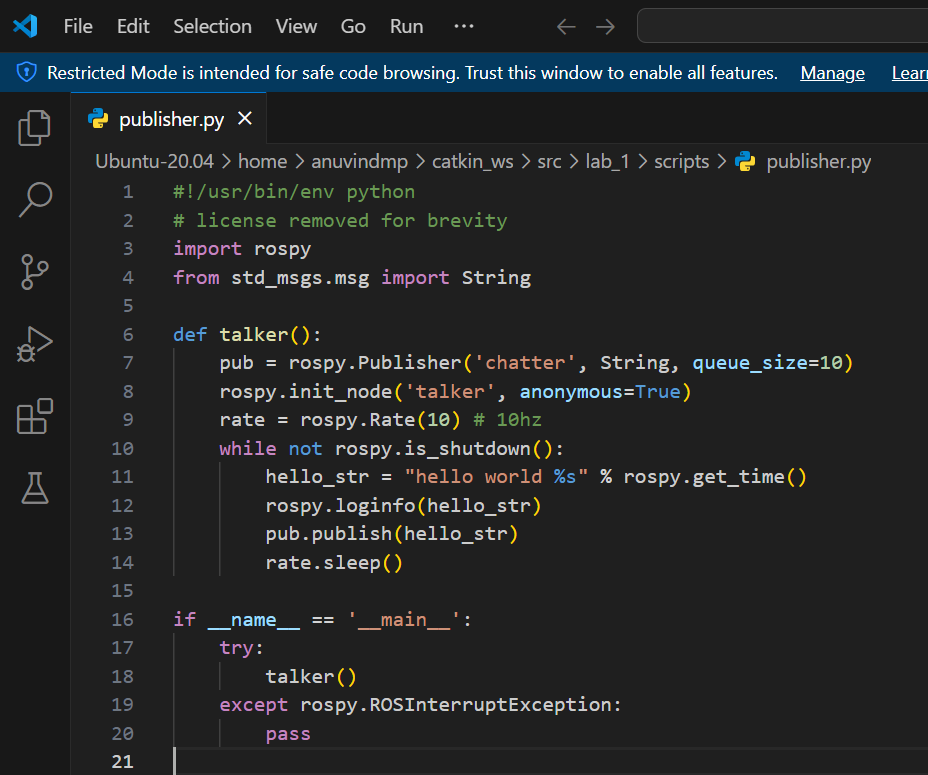 File Edit Selection View Go Run ...
Restricted Mode is intended for safe code browsing. Trust this window to enable all features. Manage
publisher.py
Ubuntu-20.04 > home > anuvindmp > catkin_ws > src > lab_1 > scripts > publisher.py
1 #!/usr/bin/env python
2 # license removed for brevity
3 import rospy
4 from std_msgs.msg import String
5
6 def talker():
7     pub = rospy.Publisher('chatter', String, queue_size=10)
8     rospy.init_node('talker', anonymous=True)
9     rate = rospy.Rate(10) # 10hz
10     while not rospy.is_shutdown():
11         hello_str = "hello world %s" % rospy.get_time()
12         rospy.loginfo(hello_str)
13         pub.publish(hello_str)
14         rate.sleep()
15
16 if __name__ == '__main__':
17     try:
18         talker()
19     except rospy.ROSInterruptException:
20         pass
21